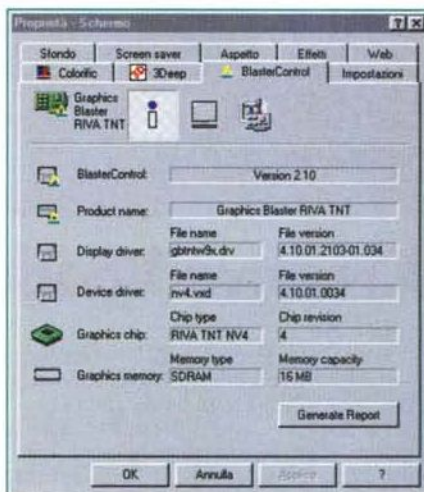 Proprietà - Schermo
Sfondo Screen saver Aspetto Effetti Web
Colorific 3Deep BlasterControl Impostazioni
Graphics
Blaster
RIVA TNT
BlasterControl: Version 2.10
Product name: Graphics Blaster RIVA TNT
File name File version
Display driver: gbtntw9x.drv 4.10.01.2103-01.034
File name File version
Device driver: nv4.vxd 4.10.01.0034
Chip type Chip revision
Graphics chip: RIVA TNT NV4 4
Memory type Memory capacity
Graphics memory: SDRAM 16 MB
Generate Report
OK Annulla Applica ?